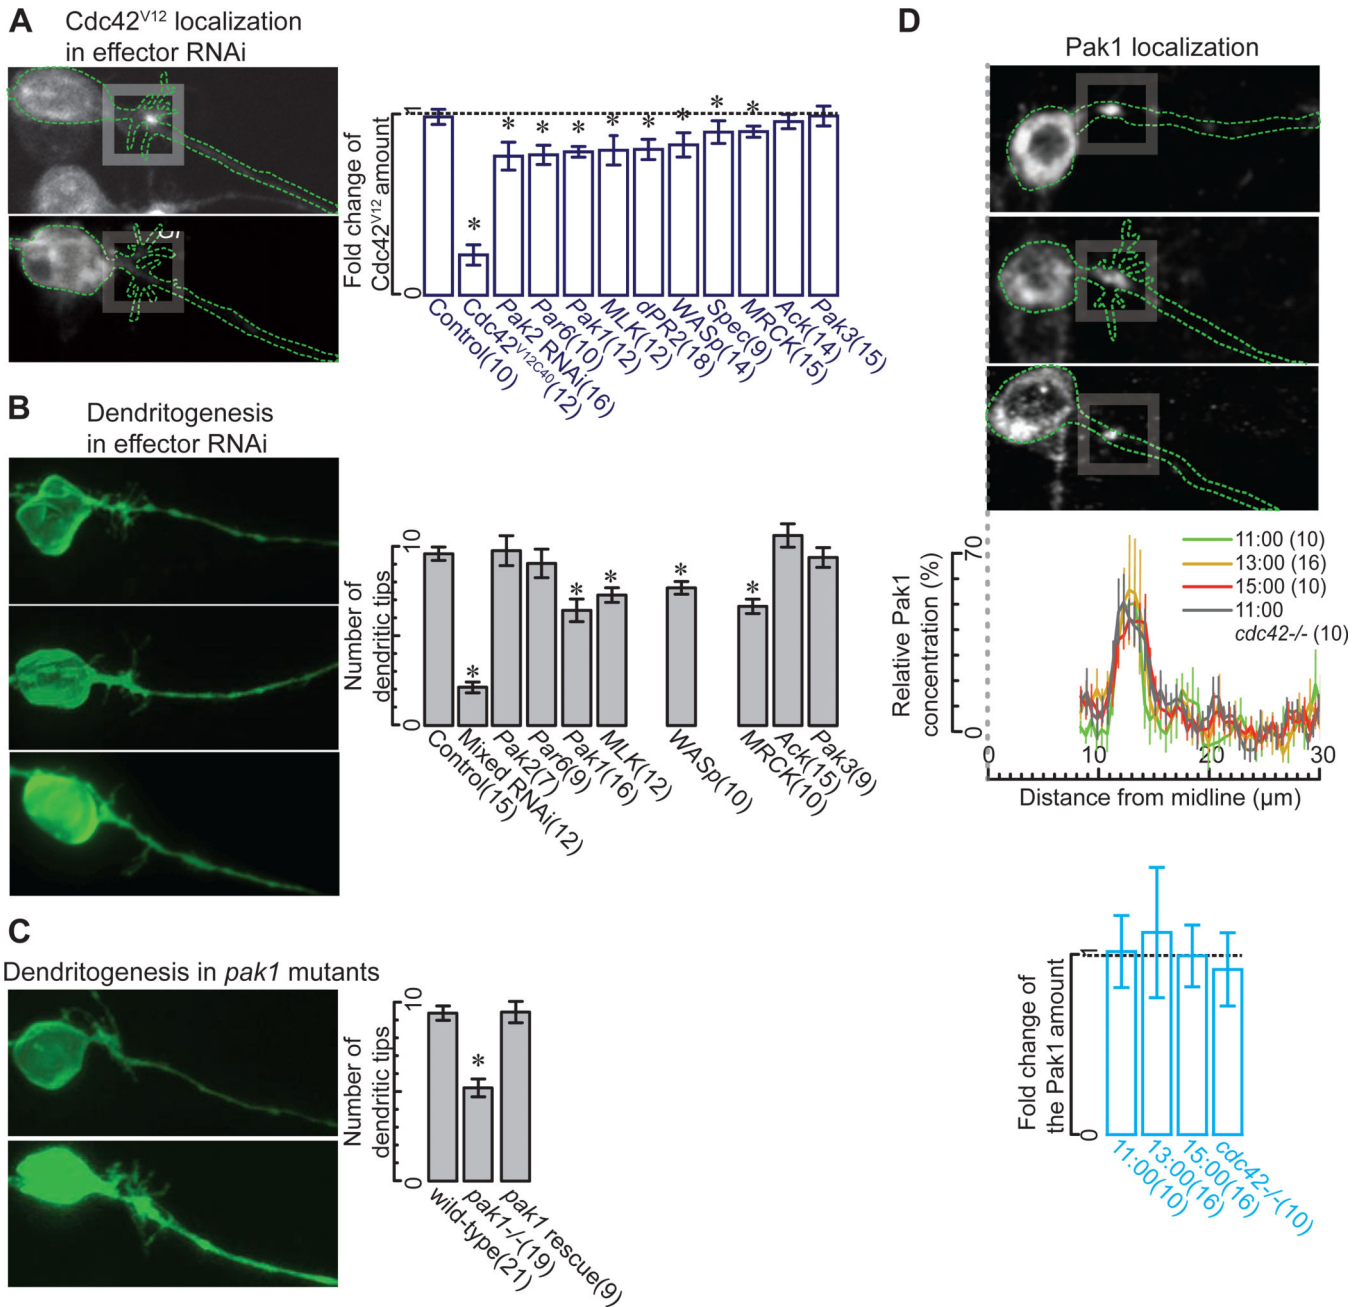 A
Cdc42V12 localization
in effector RNAi
Fold change of
Cdc42V12 amount
1
0
* * * * * * * * *
Control(10)
Cdc42V12C40(12)
Pak2 RNAi(16)
Par6(10)
Pak1(12)
MLK(12)
dPR2(18)
WASp(14)
Spec(9)
MRCK(15)
Ack(14)
Pak3(15)
B
Dendritogenesis
in effector RNAi
Number of
dendritic tips
10
0
* * * * *
Control(15)
Mixed RNAi(12)
Pak2(7)
Par6(9)
Pak1(16)
MLK(12)
WASp(10)
MRCK(10)
Ack(15)
Pak3(9)
C
Dendritogenesis in pak1 mutants
Number of
dendritic tips
10
0
*
wild-type(21)
pak1-/-(19)
pak1 rescue(9)
D
Pak1 localization
Relative Pak1
concentration (%)
70
0
11:00 (10)
13:00 (16)
15:00 (10)
11:00
cdc42-/- (10)
0 10 20 30
Distance from midline (µm)
Fold change of
the Pak1 amount
1
0
11:00(10)
13:00(16)
15:00(16)
cdc42-/-(10)